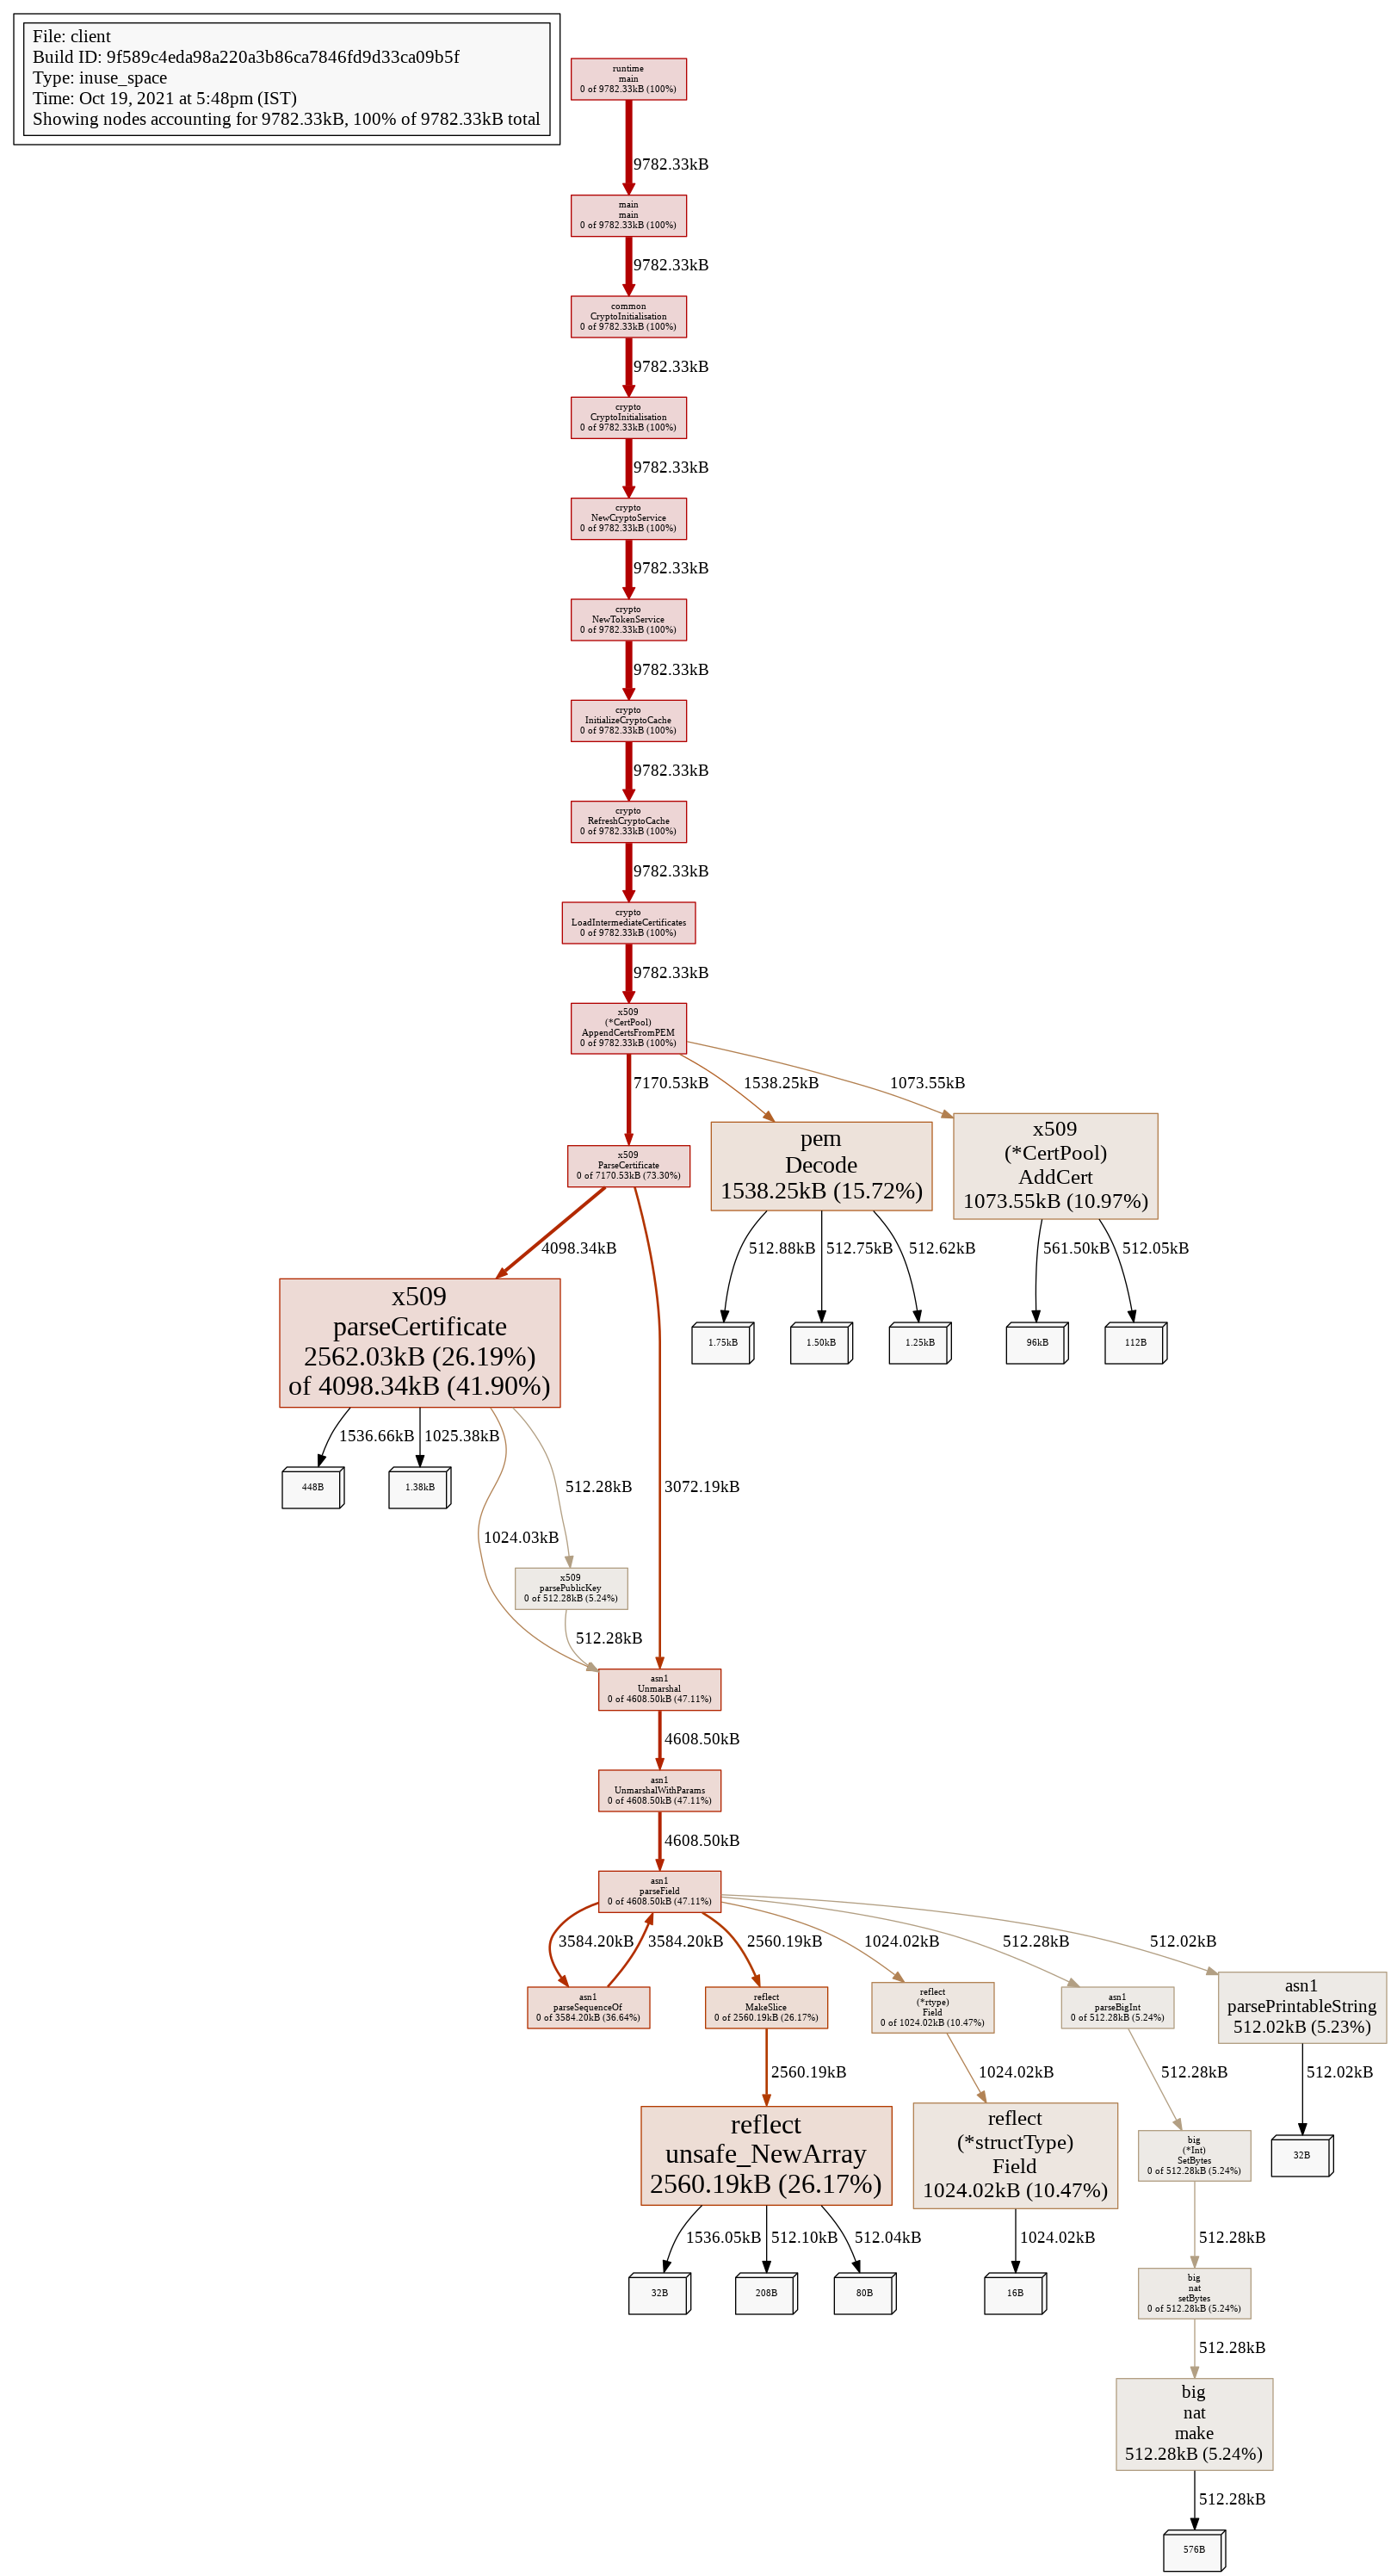 File: client
Build ID: 9f589c4eda98a220a3b86ca7846fd9d33ca09b5f
Type: inuse_space
Time: Oct 19, 2021 at 5:48pm (IST)
Showing nodes accounting for 9782.33kB, 100% of 9782.33kB total
runtime
main
0 of 9782.33kB (100%)
9782.33kB
main
main
0 of 9782.33kB (100%)
9782.33kB
common
CryptoInitialisation
0 of 9782.33kB (100%)
9782.33kB
crypto
CryptoInitialisation
0 of 9782.33kB (100%)
9782.33kB
crypto
NewCryptoService
0 of 9782.33kB (100%)
9782.33kB
crypto
NewTokenService
0 of 9782.33kB (100%)
9782.33kB
crypto
InitializeCryptoCache
0 of 9782.33kB (100%)
9782.33kB
crypto
RefreshCryptoCache
0 of 9782.33kB (100%)
9782.33kB
crypto
LoadIntermediateCertificates
0 of 9782.33kB (100%)
9782.33kB
x509
(*CertPool)
AppendCertsFromPEM
0 of 9782.33kB (100%)
7170.53kB
1538.25kB
1073.55kB
x509
ParseCertificate
0 of 7170.53kB (73.30%)
pem
Decode
1538.25kB (15.72%)
x509
(*CertPool)
AddCert
1073.55kB (10.97%)
4098.34kB
512.88kB
512.75kB
512.62kB
561.50kB
512.05kB
x509
parseCertificate
2562.03kB (26.19%)
of 4098.34kB (41.90%)
1.75kB
1.50kB
1.25kB
96kB
112B
1536.66kB
1025.38kB
448B
1.38kB
512.28kB
3072.19kB
1024.03kB
x509
parsePublicKey
0 of 512.28kB (5.24%)
512.28kB
asn1
Unmarshal
0 of 4608.50kB (47.11%)
4608.50kB
asn1
UnmarshalWithParams
0 of 4608.50kB (47.11%)
4608.50kB
asn1
parseField
0 of 4608.50kB (47.11%)
3584.20kB
3584.20kB
2560.19kB
1024.02kB
512.28kB
512.02kB
asn1
parseSequenceOf
0 of 3584.20kB (36.64%)
reflect
MakeSlice
0 of 2560.19kB (26.17%)
reflect
(*rtype)
Field
0 of 1024.02kB (10.47%)
asn1
parseBigInt
0 of 512.28kB (5.24%)
asn1
parsePrintableString
512.02kB (5.23%)
2560.19kB
1024.02kB
512.28kB
512.02kB
reflect
unsafe_NewArray
2560.19kB (26.17%)
reflect
(*structType)
Field
1024.02kB (10.47%)
big
(*Int)
SetBytes
0 of 512.28kB (5.24%)
32B
1536.05kB
512.10kB
512.04kB
1024.02kB
512.28kB
32B
208B
80B
16B
big
nat
setBytes
0 of 512.28kB (5.24%)
512.28kB
big
nat
make
512.28kB (5.24%)
512.28kB
576B